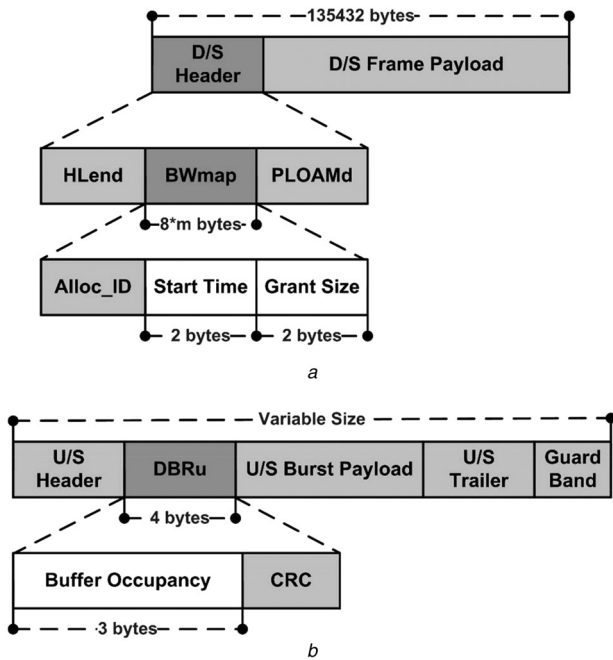 135432 bytes
D/S
Header
D/S Frame Payload
HLend
BWmap
PLOAMd
8*m bytes
Alloc_ID
Start Time
Grant Size
2 bytes
2 bytes
a
Variable Size
U/S
Header
DBRu
U/S Burst Payload
U/S
Trailer
Guard
Band
4 bytes
Buffer Occupancy
CRC
3 bytes
b